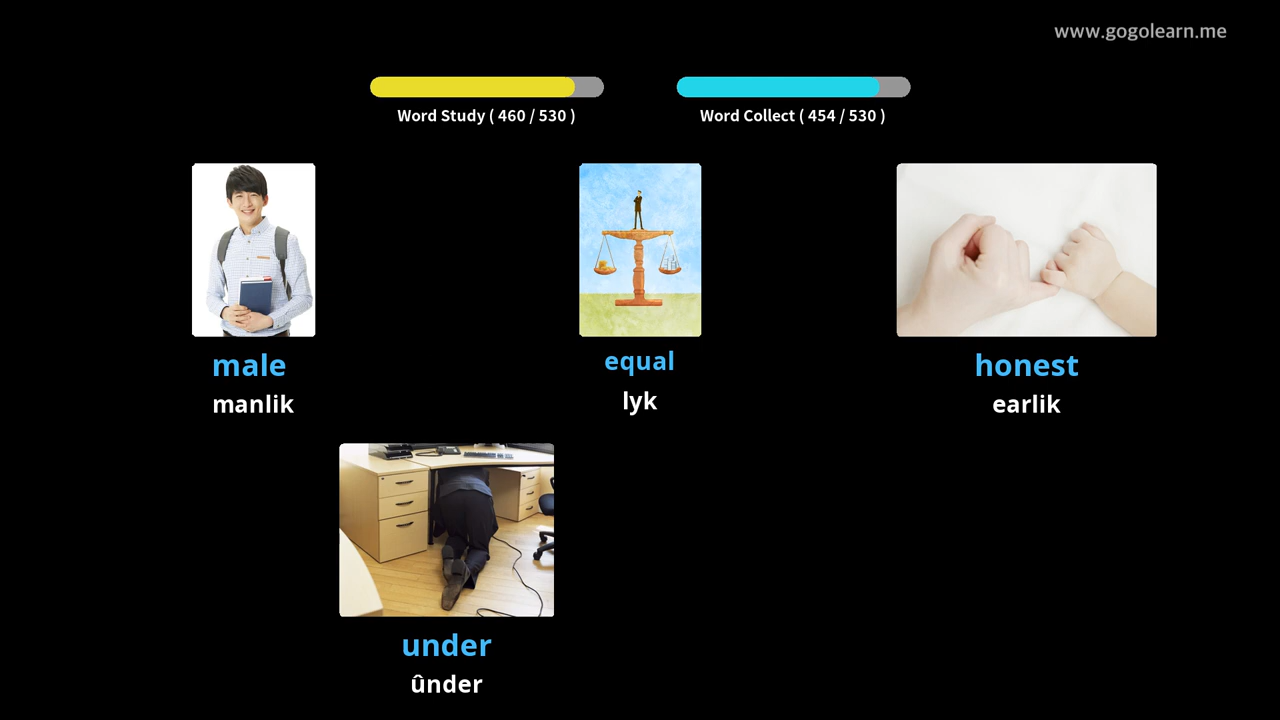 www.gogolearn.me
Word Study ( 460 / 530 )
Word Collect ( 454 / 530 )
male
manlik
equal
lyk
honest
earlik
under
ûnder